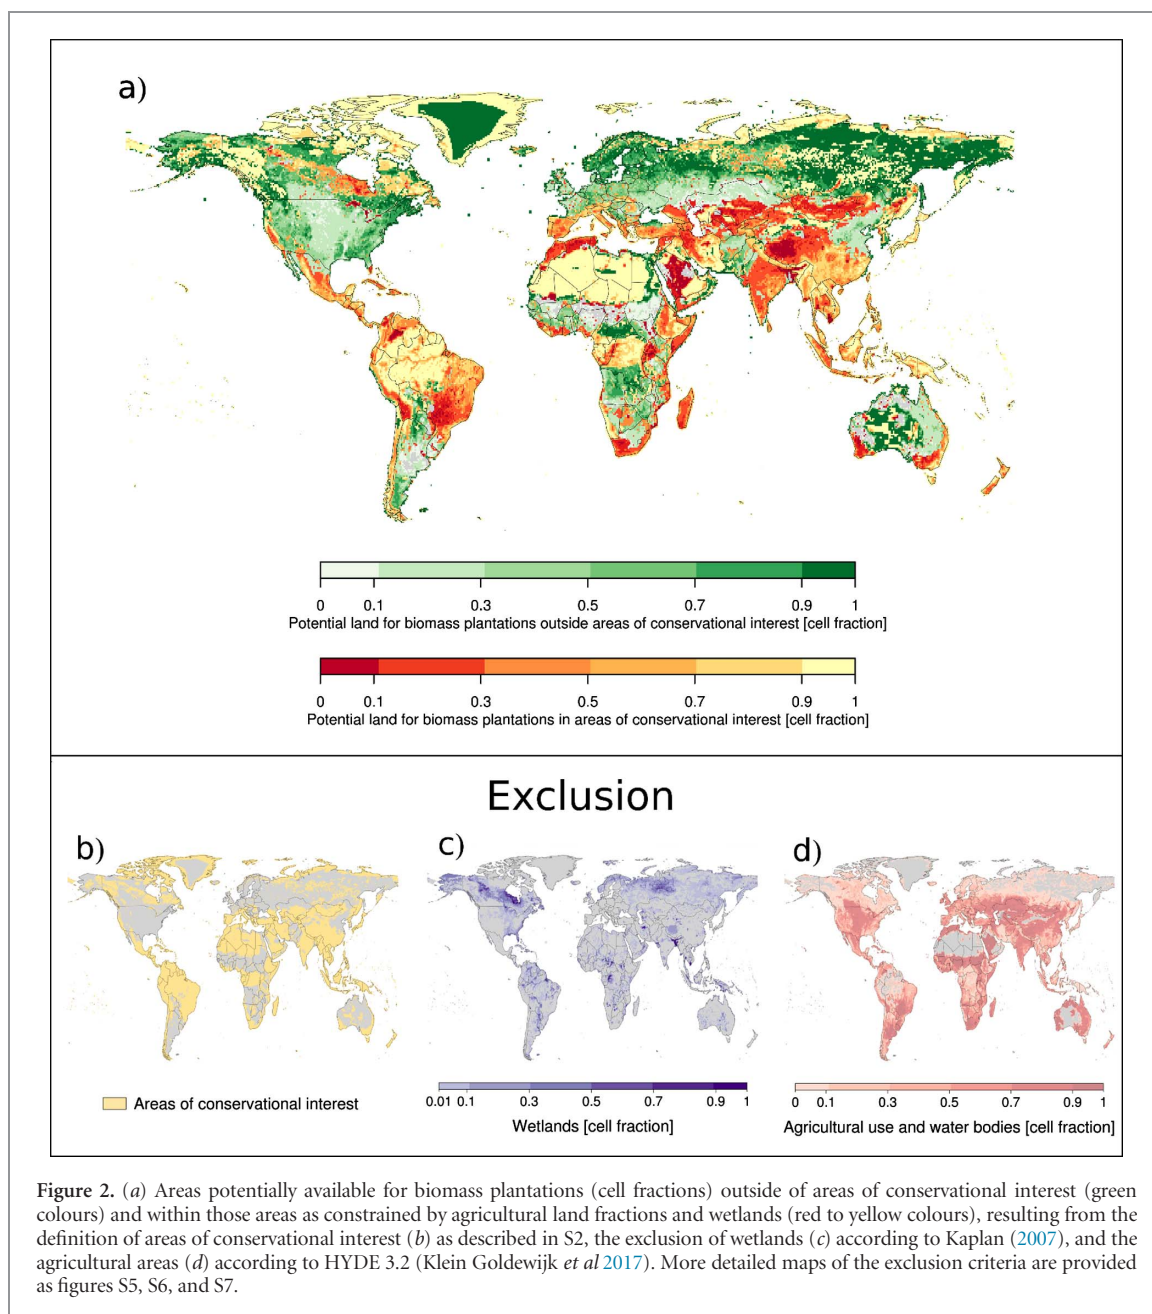 a)
0 0.1 0.3 0.5 0.7 0.9 1
Potential land for biomass plantations outside areas of conservational interest [cell fraction]
0 0.1 0.3 0.5 0.7 0.9 1
Potential land for biomass plantations in areas of conservational interest [cell fraction]
Exclusion
b)
c)
d)
Areas of conservational interest
0.01 0.1 0.3 0.5 0.7 0.9 1
Wetlands [cell fraction]
0 0.1 0.3 0.5 0.7 0.9 1
Agricultural use and water bodies [cell fraction]
Figure 2. (a) Areas potentially available for biomass plantations (cell fractions) outside of areas of conservational interest (green
colours) and within those areas as constrained by agricultural land fractions and wetlands (red to yellow colours), resulting from the
definition of areas of conservational interest (b) as described in S2, the exclusion of wetlands (c) according to Kaplan (2007), and the
agricultural areas (d) according to HYDE 3.2 (Klein Goldewijk et al 2017). More detailed maps of the exclusion criteria are provided
as figures S5, S6, and S7.